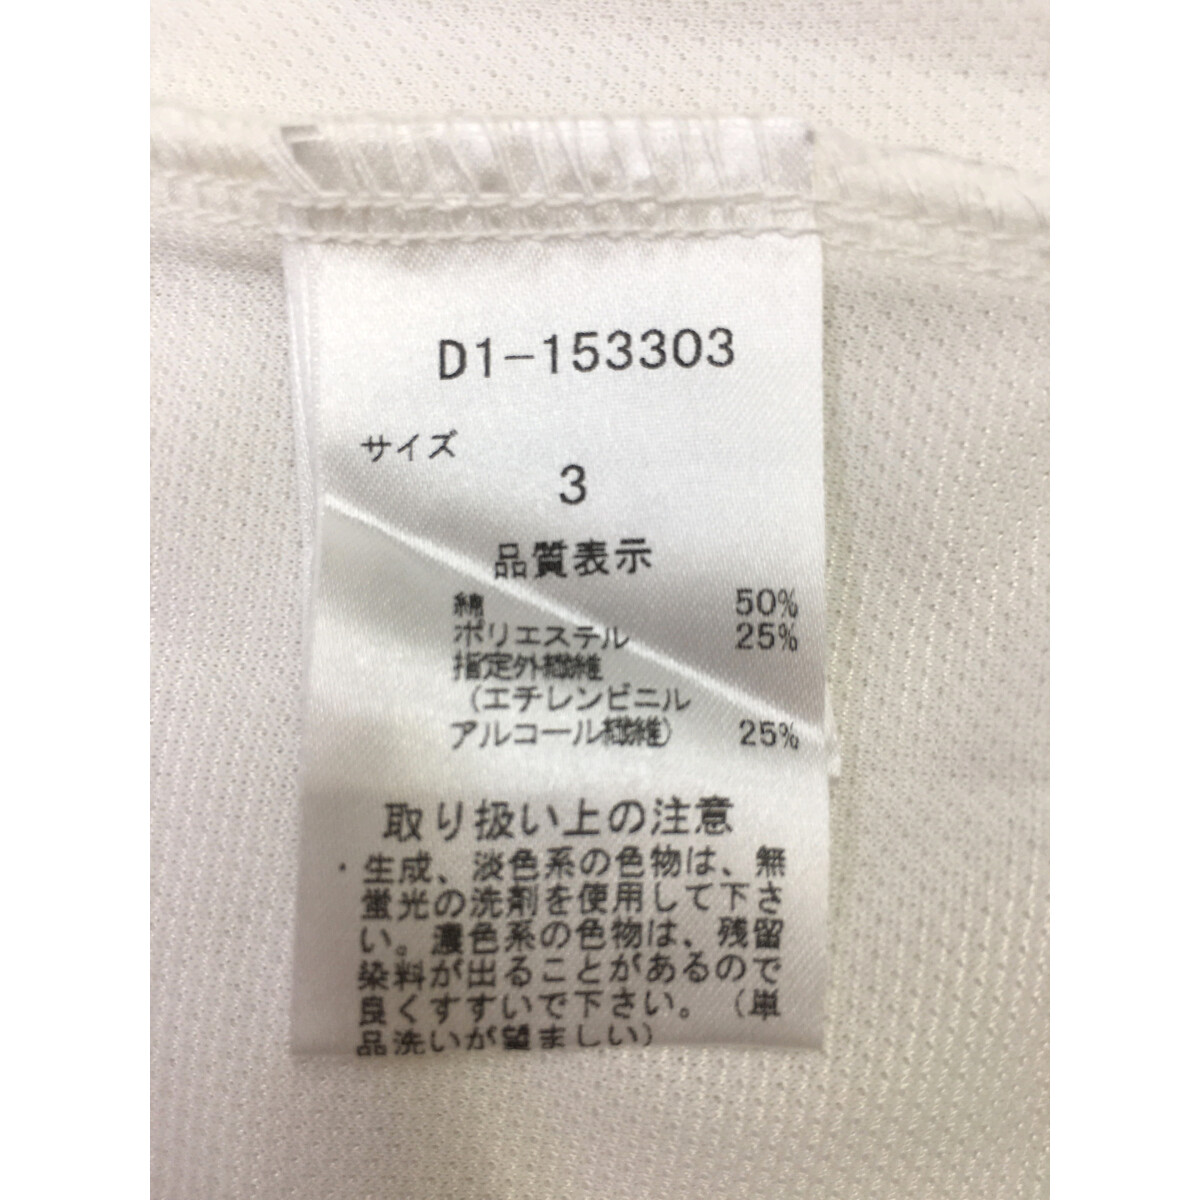 D1-153303
サイズ
3
品質表示
綿 50%
ポリエステル 25%
指定外繊維
(エチレンビニル
アルコール繊維) 25%
取り扱い上の注意
・生成、淡色系の色物は、無
蛍光の洗剤を使用して下さ
い。濃色系の色物は、残留
染料が出ることがあるので
良くすすいで下さい。(単
品洗いが望ましい)